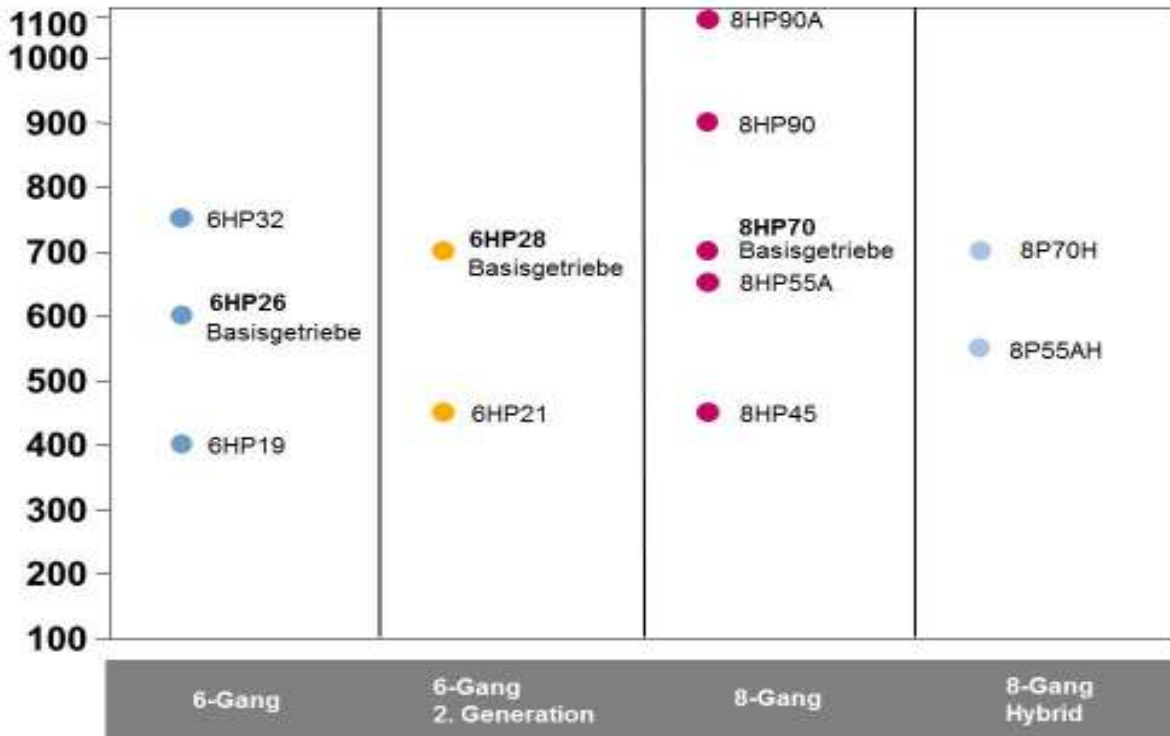 1100
1000
900
800
700
600
500
400
300
200
100
6HP32
6HP26
Basisgetriebe
6HP19
6HP28
Basisgetriebe
6HP21
8HP90A
8HP90
8HP70
Basisgetriebe
8HP55A
8HP45
8P70H
8P55AH
6-Gang
6-Gang
2. Generation
8-Gang
8-Gang
Hybrid